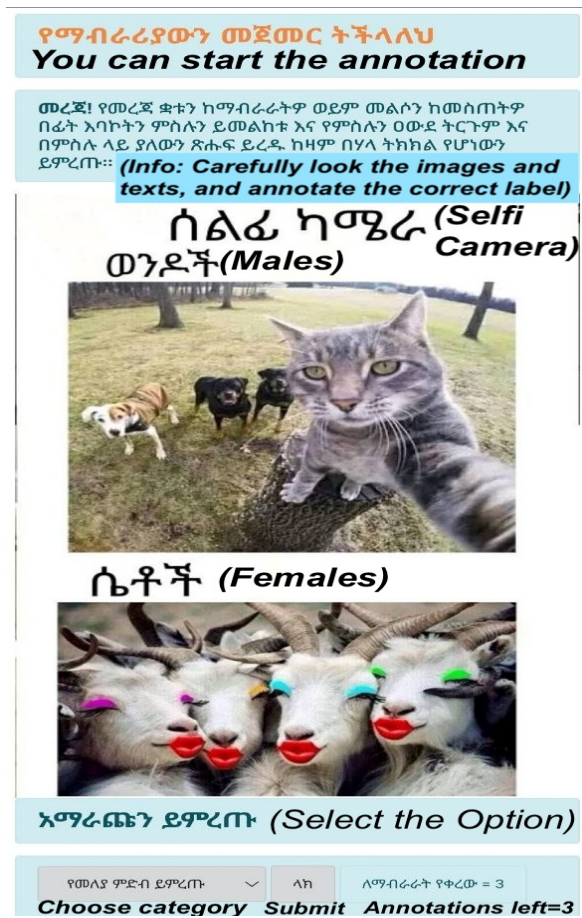 የማብራሪያውን መጀመር ትችላለህ
You can start the annotation
መረጃ! የመረጃ ቋቱን ከማብራራትዎ ወይም መልሶን ከመስጠትዎ
በፊት እባኮትን ምስሉን ይመልከቱ እና የምስሉን ዐውደ ትርጉም እና
በምስሉ ላይ ያለውን ጽሑፍ ይረዱ ከዛም በሃላ ትክክል የሆነውን
ይምረጡ።
(Info: Carefully look the images and
texts, and annotate the correct label)
ሰልፊ ካሜራ (Selfi
Camera)
ወንዶች(Males)
ሴቶች (Females)
አማራጩን ይምረጡ (Select the Option)
የመለያ ምድብ ይምረጡ ላክ ለማብራራት የቀረው = 3
Choose category Submit Annotations left=3